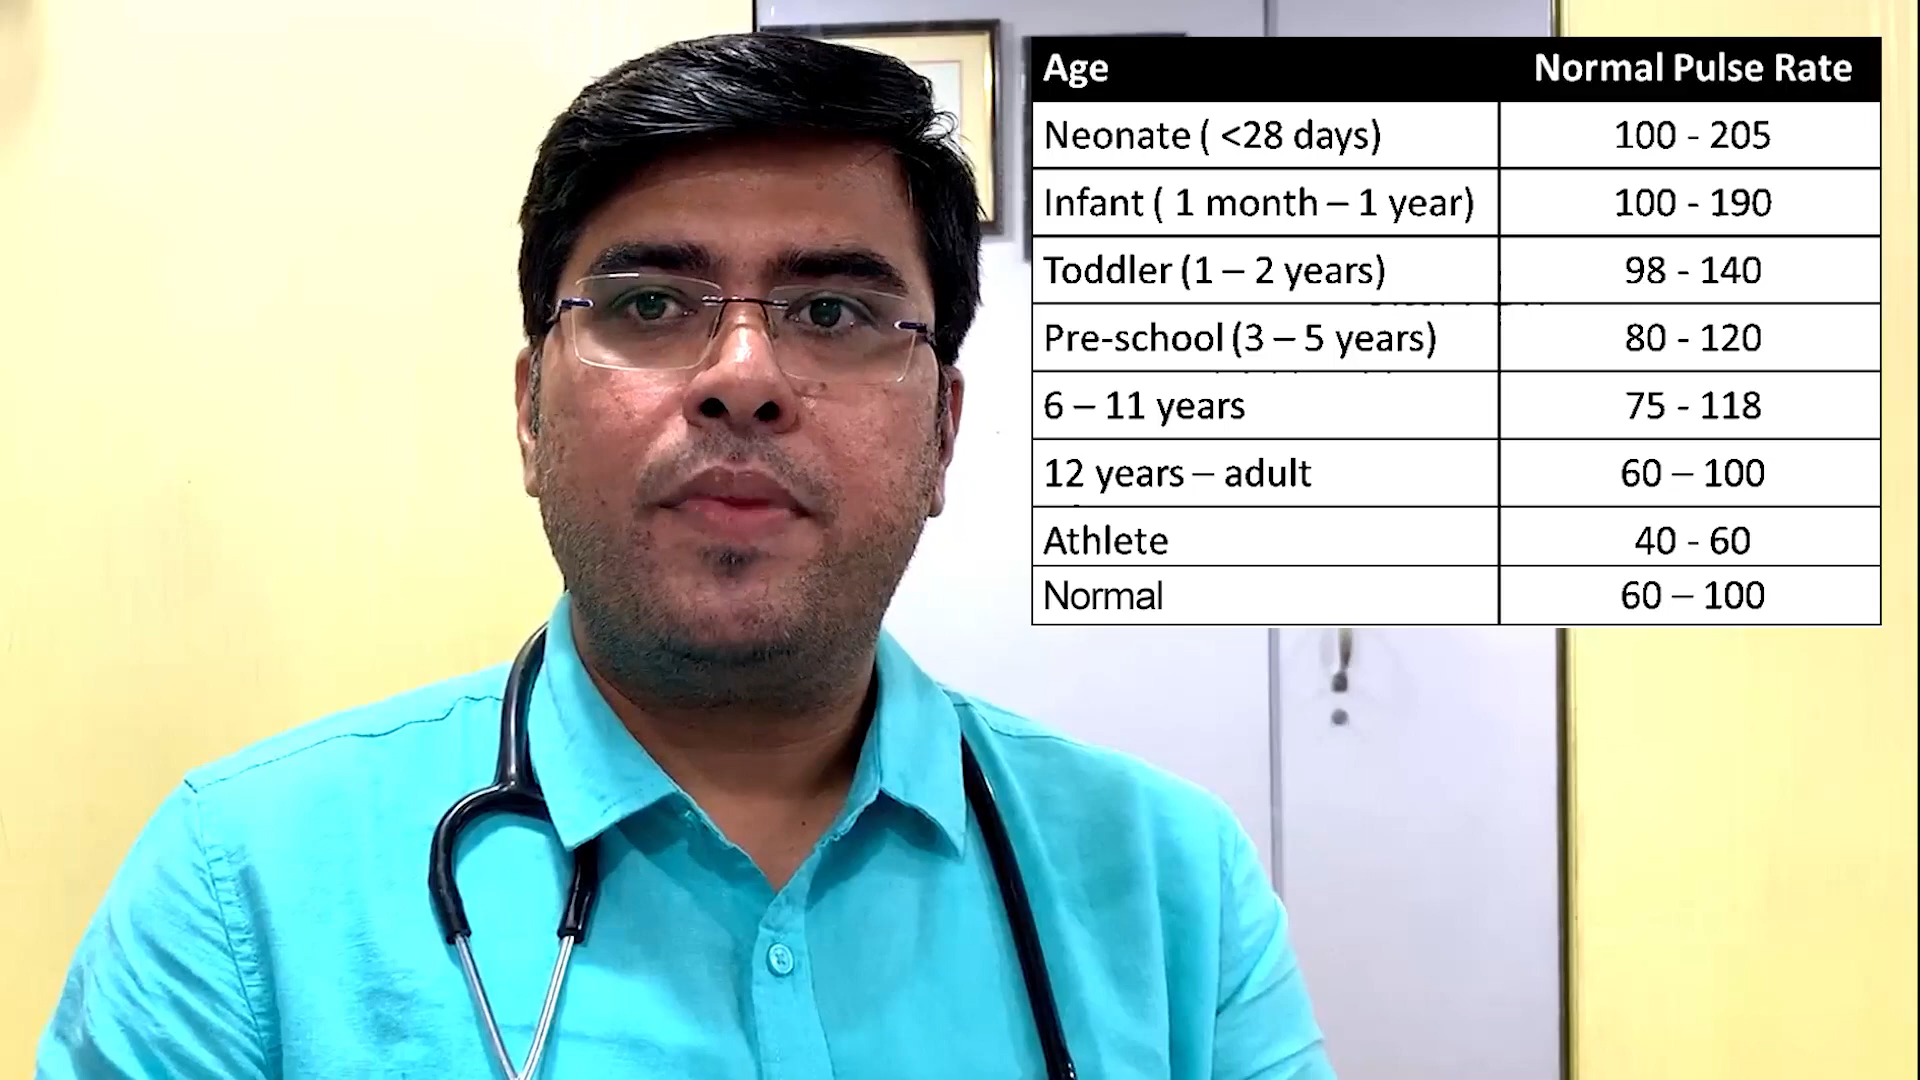 Age Normal Pulse Rate
Neonate ( <28 days) 100 - 205
Infant ( 1 month – 1 year) 100 - 190
Toddler (1 – 2 years) 98 - 140
Pre-school (3 – 5 years) 80 - 120
6 – 11 years 75 - 118
12 years – adult 60 – 100
Athlete 40 - 60
Normal 60 – 100